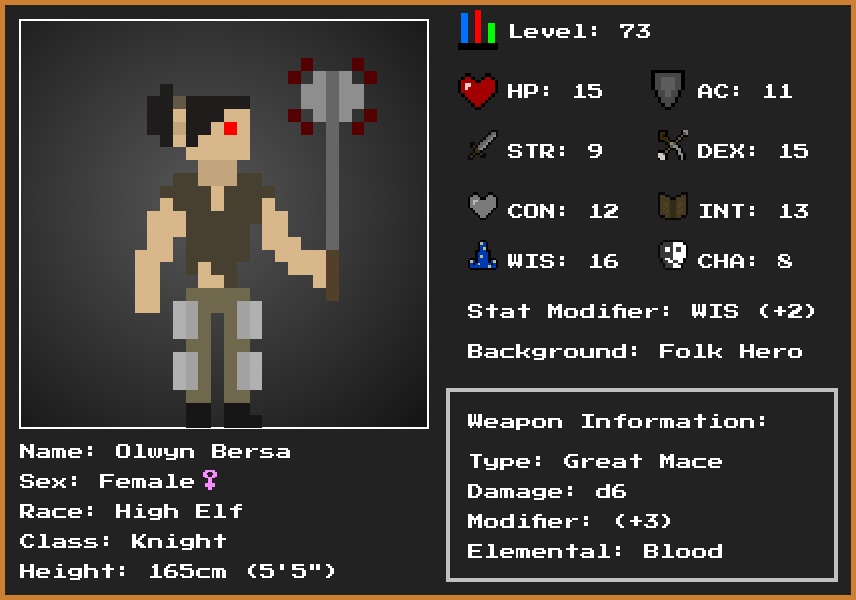 Level: 73
HP: 15 AC: 11
STR: 9 DEX: 15
CON: 12 INT: 13
WIS: 16 CHA: 8
Stat Modifier: WIS (+2)
Background: Folk Hero
Weapon Information:
Type: Great Mace
Damage: d6
Modifier: (+3)
Elemental: Blood
Name: Olwyn Bersa
Sex: Female♀
Race: High Elf
Class: Knight
Height: 165cm (5'5")